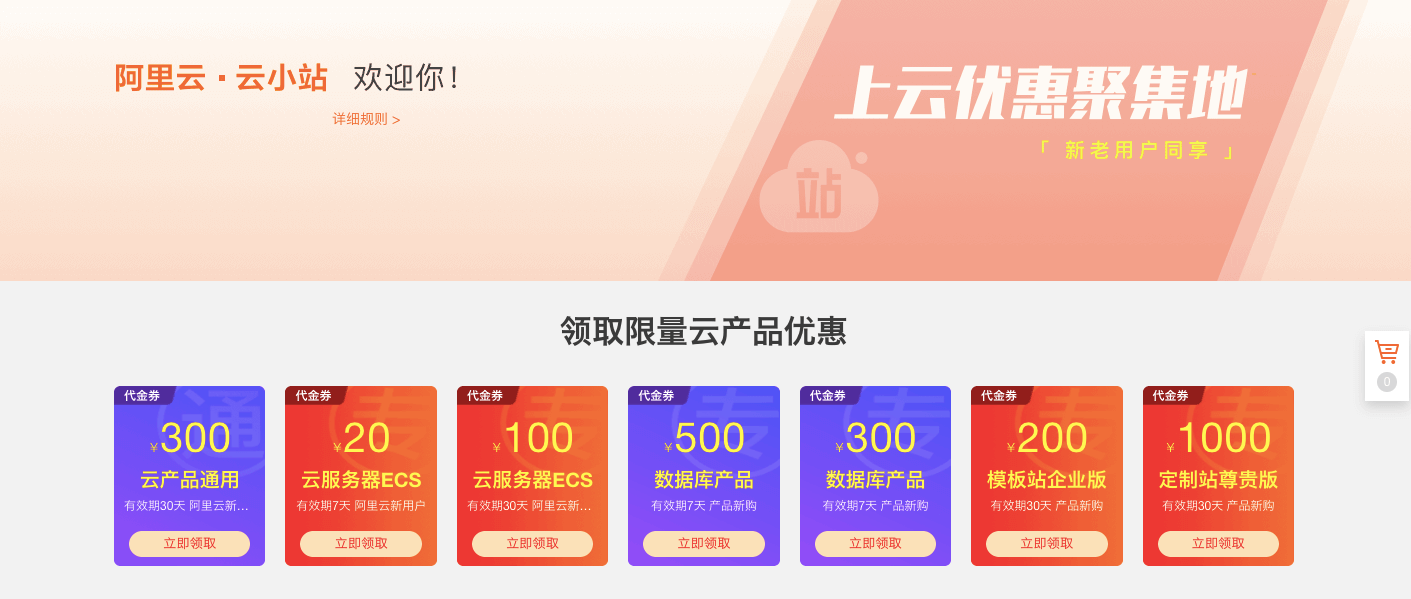 阿里云·云小站 欢迎你!
详细规则 >
上云优惠聚集地
「 新老用户同享 」
站
领取限量云产品优惠
0
代金券
通
¥300
云产品通用
有效期30天 阿里云新...
立即领取
代金券
专
¥20
云服务器ECS
有效期7天 阿里云新用户
立即领取
代金券
专
¥100
云服务器ECS
有效期30天 阿里云新...
立即领取
代金券
专
¥500
数据库产品
有效期7天 产品新购
立即领取
代金券
专
¥300
数据库产品
有效期7天 产品新购
立即领取
代金券
专
¥200
模板站企业版
有效期30天 产品新购
立即领取
代金券
专
¥1000
定制站尊贵版
有效期30天 产品新购
立即领取